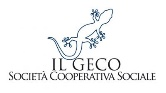 IL GECO
SOCIETÀ COOPERATIVA SOCIALE